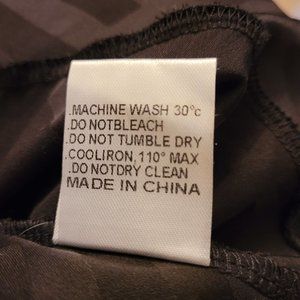 .MACHINE WASH 30°c
.DO NOTBLEACH
.DO NOT TUMBLE DRY
.COOLIRON, 110° MAX
.DO NOTDRY CLEAN
MADE IN CHINA